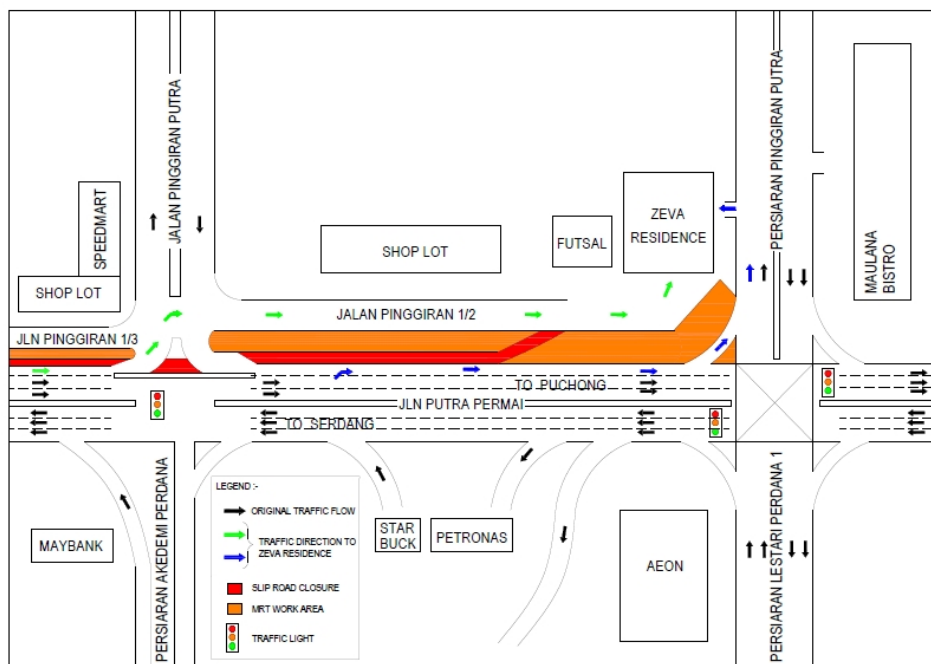 JALAN PINGGIRAN PUTRA
PERSIARAN PINGGIRAN PUTRA
SPEEDMART
SHOP LOT
SHOP LOT
FUTSAL
ZEVA
RESIDENCE
MAULANA
BISTRO
JLN PINGGIRAN 1/3
JALAN PINGGIRAN 1/2
TO PUCHONG
JLN PUTRA PERMAI
TO SERDANG
MAYBANK
PERSIARAN AKEDEMI PERDANA
LEGEND :-
ORIGINAL TRAFFIC FLOW
TRAFFIC DIRECTION TO
ZEVA RESIDENCE
SLIP ROAD CLOSURE
MRT WORK AREA
TRAFFIC LIGHT
STAR
BUCK
PETRONAS
AEON
PERSIARAN LESTARI PERDANA 1